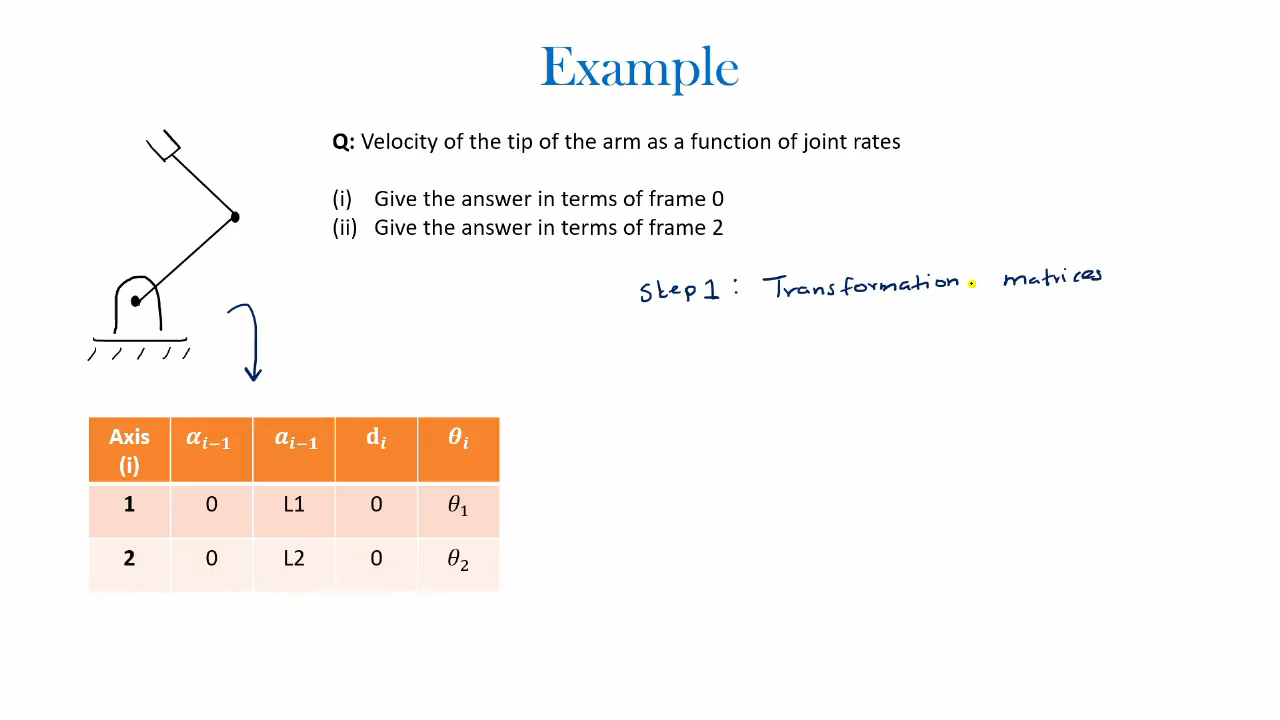 Example
Q: Velocity of the tip of the arm as a function of joint rates
(i) Give the answer in terms of frame 0
(ii) Give the answer in terms of frame 2
Step1 : Transformation matrices
Axis (i) α_{i−1} a_{i−1} d_i θ_i
1 0 L1 0 θ_1
2 0 L2 0 θ_2